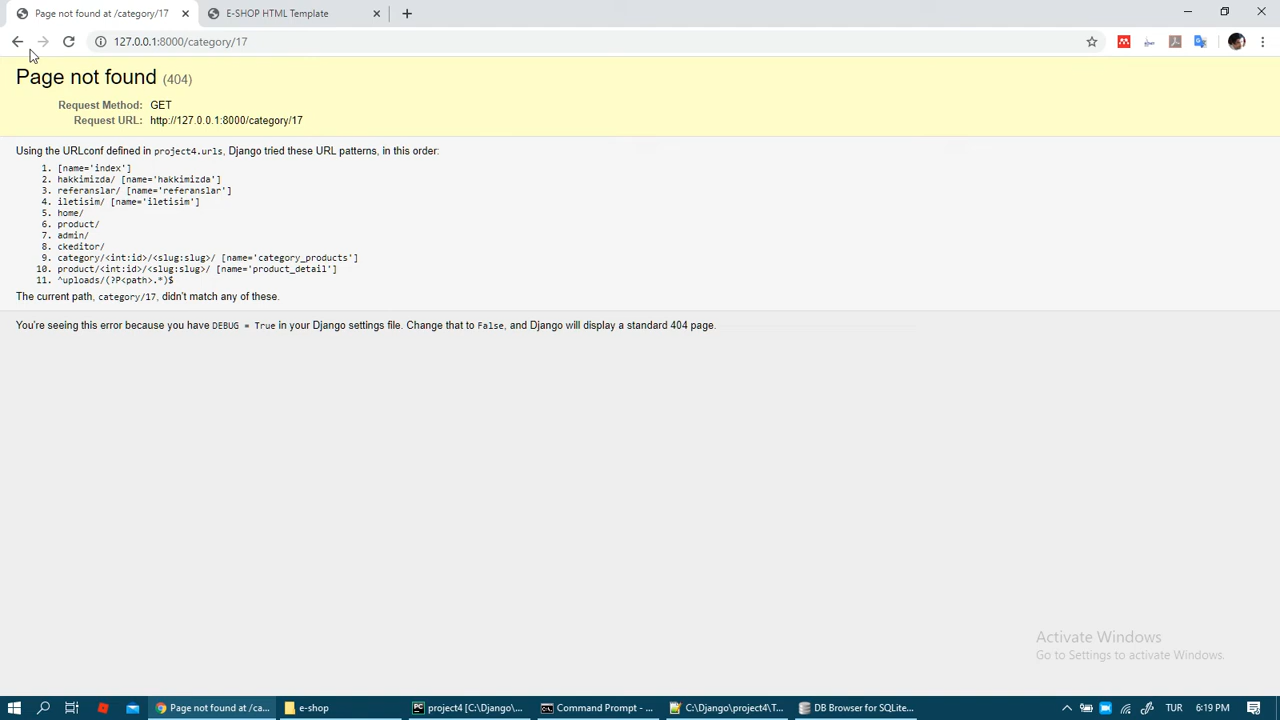 Page not found at /category/17
E-SHOP HTML Template
127.0.0.1:8000/category/17
Page not found (404)
Request Method: GET
Request URL: http://127.0.0.1:8000/category/17
Using the URLconf defined in project4.urls, Django tried these URL patterns, in this order:
1. [name='index']
2. hakkimizda/ [name='hakkimizda']
3. referanslar/ [name='referanslar']
4. iletisim/ [name='iletisim']
5. home/
6. product/
7. admin/
8. ckeditor/
9. category/<int:id>/<slug:slug>/ [name='category_products']
10. product/<int:id>/<slug:slug>/ [name='product_detail']
11. ^uploads/(?P<path>.*)$
The current path, category/17, didn't match any of these.
You're seeing this error because you have DEBUG = True in your Django settings file. Change that to False, and Django will display a standard 404 page.
Activate Windows
Go to Settings to activate Windows.
Page not found at /ca...
e-shop
project4 [C:\Django\...
Command Prompt - ...
C:\Django\project4\T...
DB Browser for SQLite...
TUR
6:19 PM